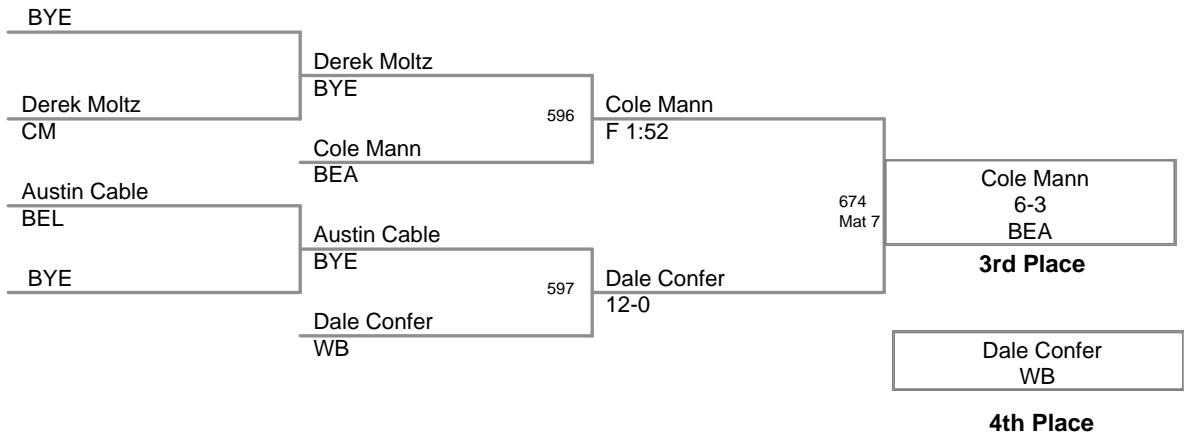 BYE
Derek Moltz
CM
Austin Cable
BEL
BYE
Derek Moltz
BYE
Cole Mann
BEA
596
Austin Cable
BYE
Dale Confer
WB
597
Cole Mann
F 1:52
Dale Confer
12-0
674
Mat 7
Cole Mann
6-3
BEA
3rd Place
Dale Confer
WB
4th Place